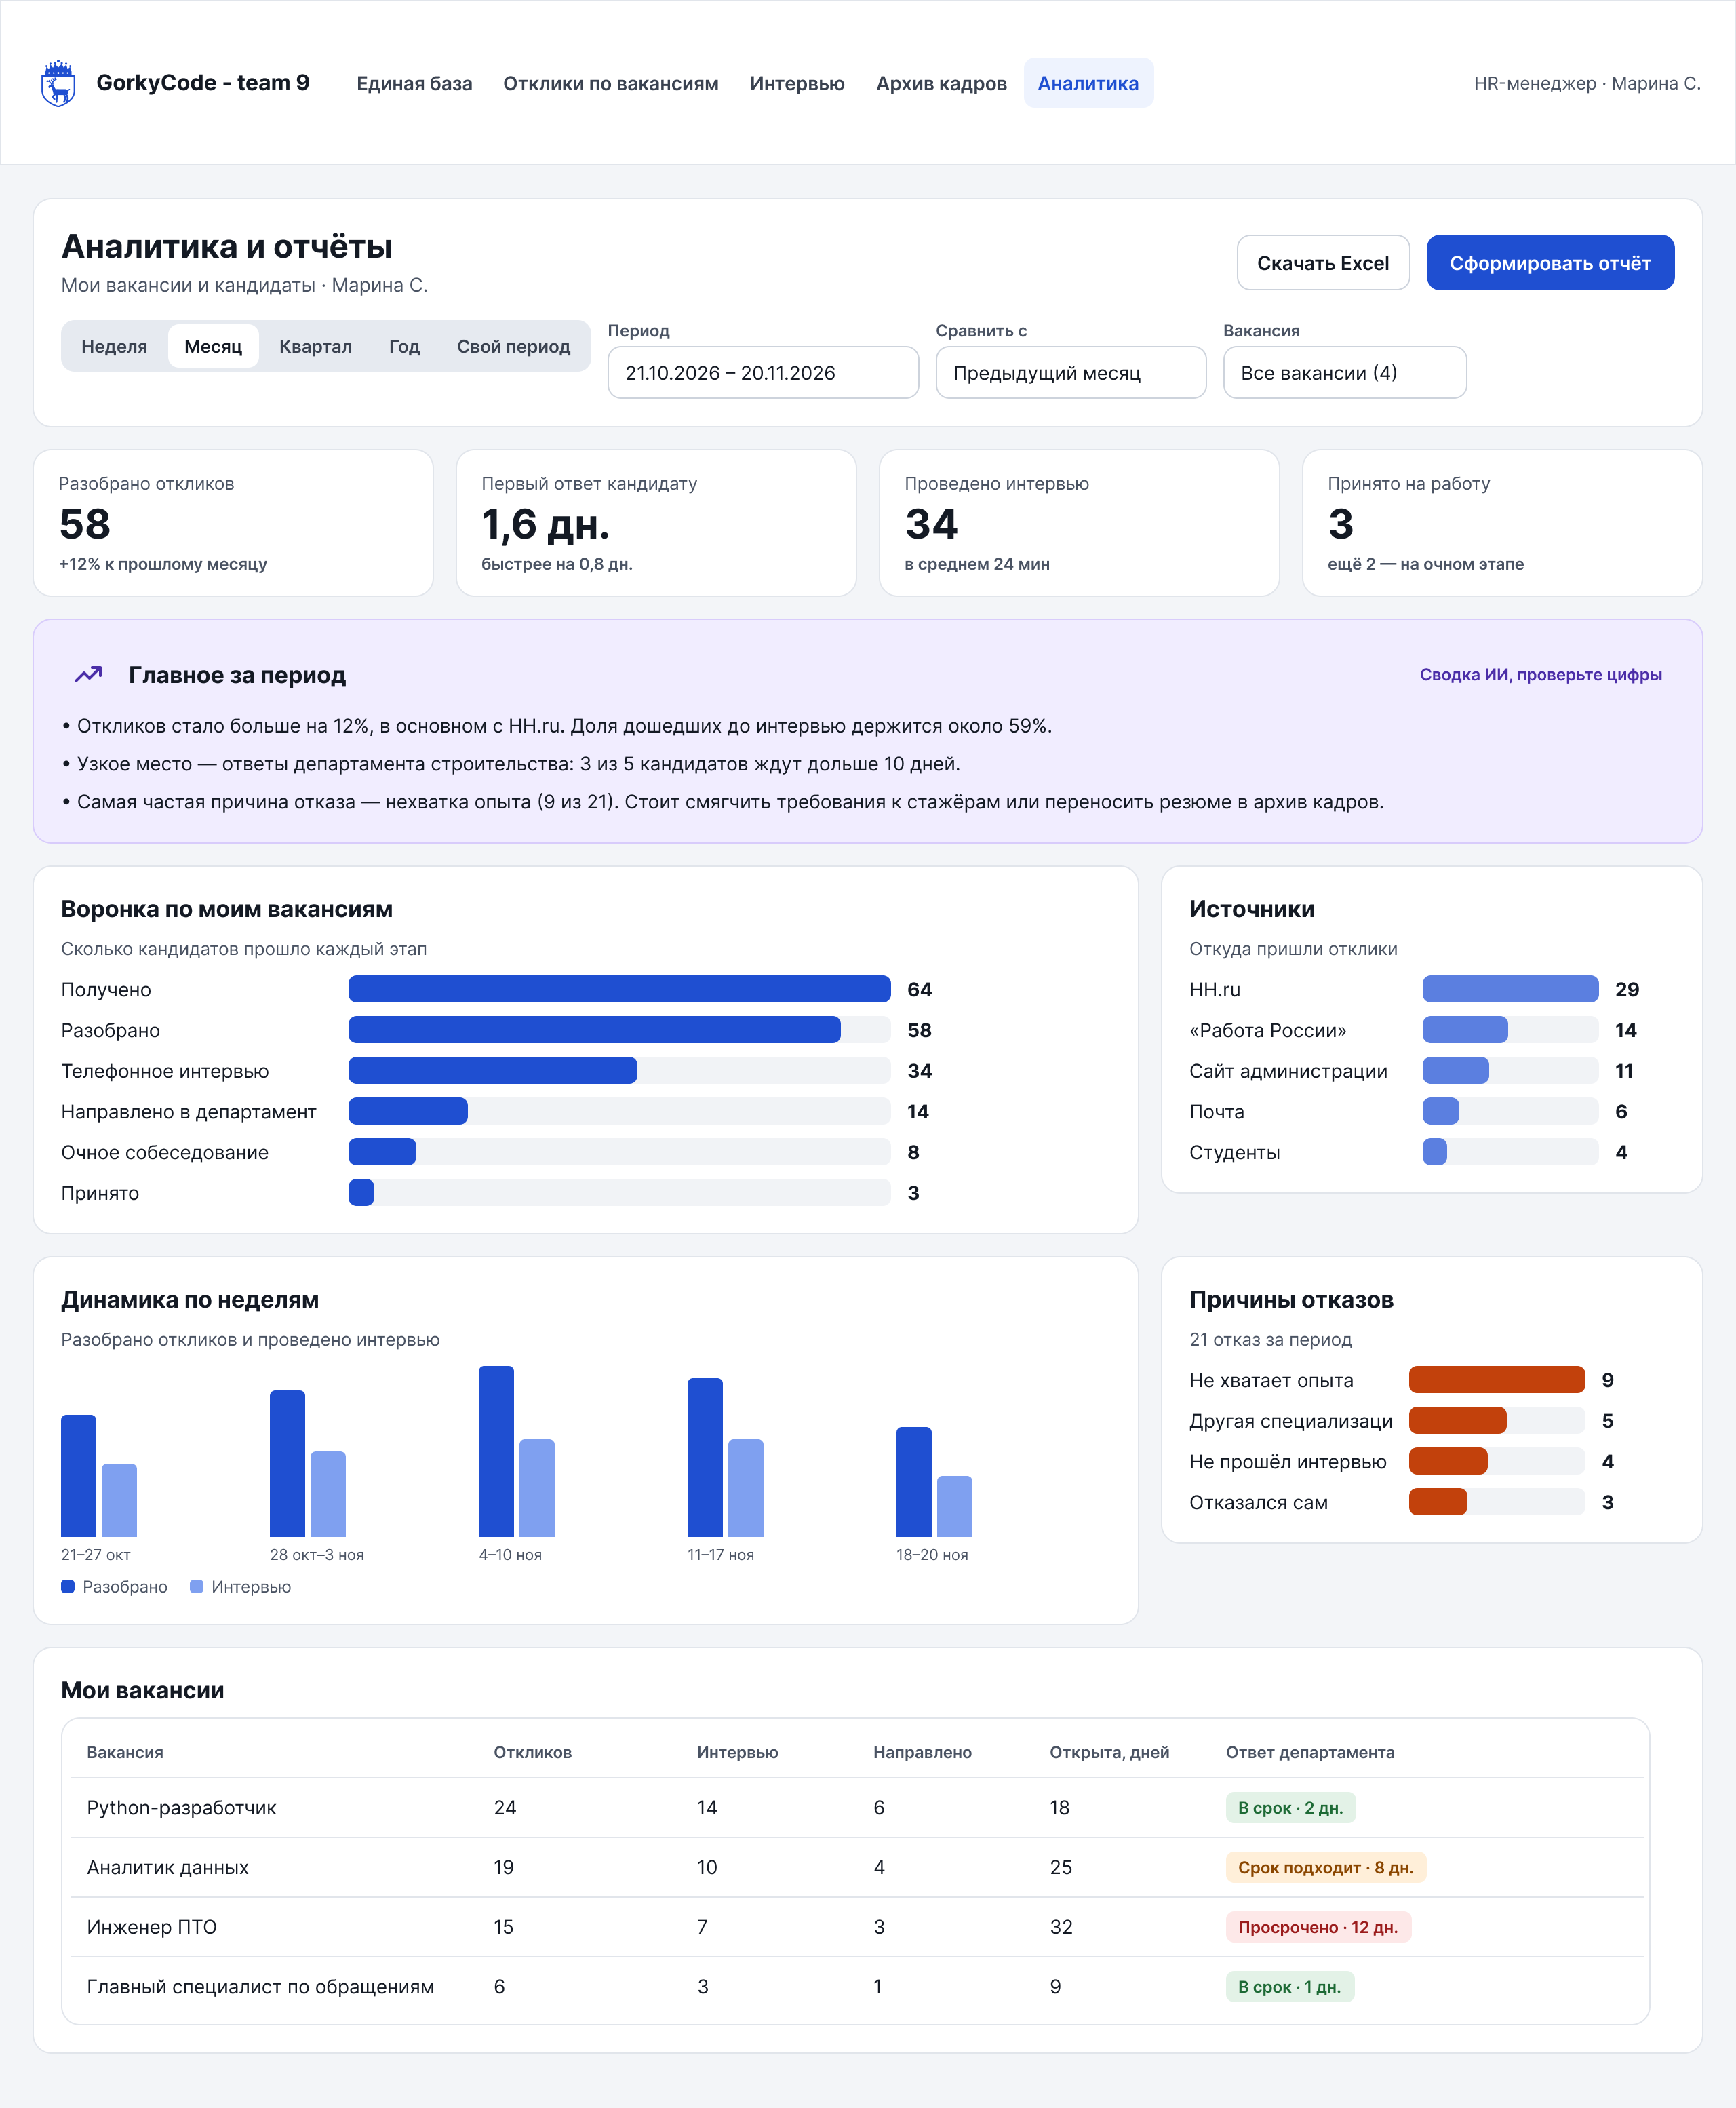 GorkyCode - team 9
Единая база
Отклики по вакансиям
Интервью
Архив кадров
Аналитика
HR-менеджер · Марина С.
Аналитика и отчёты
Мои вакансии и кандидаты · Марина С.
Скачать Excel
Сформировать отчёт
Неделя
Месяц
Квартал
Год
Свой период
Период
21.10.2026 – 20.11.2026
Сравнить с
Предыдущий месяц
Вакансия
Все вакансии (4)
Разобрано откликов
58
+12% к прошлому месяцу
Первый ответ кандидату
1,6 дн.
быстрее на 0,8 дн.
Проведено интервью
34
в среднем 24 мин
Принято на работу
3
ещё 2 — на очном этапе
Главное за период
Сводка ИИ, проверьте цифры
• Откликов стало больше на 12%, в основном с HH.ru. Доля дошедших до интервью держится около 59%.
• Узкое место — ответы департамента строительства: 3 из 5 кандидатов ждут дольше 10 дней.
• Самая частая причина отказа — нехватка опыта (9 из 21). Стоит смягчить требования к стажёрам или переносить резюме в архив кадров.
Воронка по моим вакансиям
Сколько кандидатов прошло каждый этап
Получено 64
Разобрано 58
Телефонное интервью 34
Направлено в департамент 14
Очное собеседование 8
Принято 3
Источники
Откуда пришли отклики
HH.ru 29
«Работа России» 14
Сайт администрации 11
Почта 6
Студенты 4
Динамика по неделям
Разобрано откликов и проведено интервью
21–27 окт
28 окт–3 ноя
4–10 ноя
11–17 ноя
18–20 ноя
Разобрано
Интервью
Причины отказов
21 отказ за период
Не хватает опыта 9
Другая специализаци 5
Не прошёл интервью 4
Отказался сам 3
Мои вакансии
Вакансия Откликов Интервью Направлено Открыта, дней Ответ департамента
Python-разработчик 24 14 6 18 В срок · 2 дн.
Аналитик данных 19 10 4 25 Срок подходит · 8 дн.
Инженер ПТО 15 7 3 32 Просрочено · 12 дн.
Главный специалист по обращениям 6 3 1 9 В срок · 1 дн.